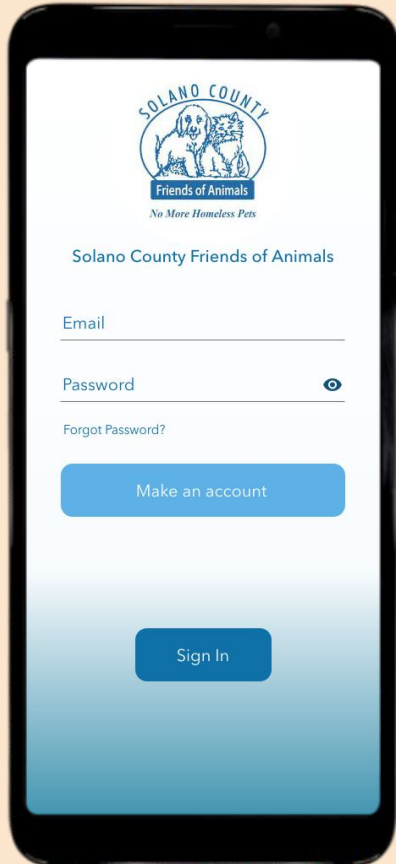 SOLANO COUNTY
Friends of Animals
No More Homeless Pets
Solano County Friends of Animals
Email
Password
Forgot Password?
Make an account
Sign In